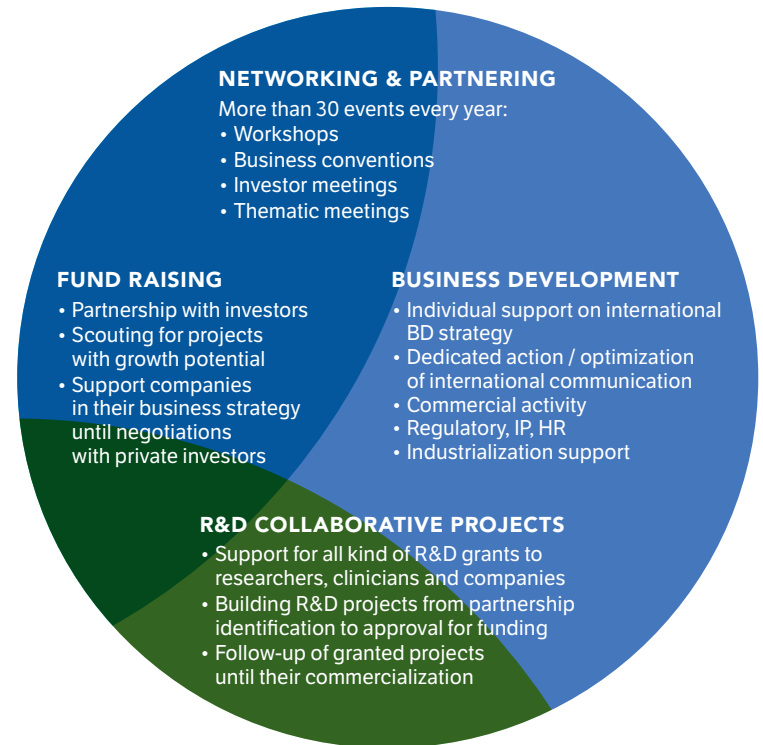 NETWORKING & PARTNERING
More than 30 events every year:
• Workshops
• Business conventions
• Investor meetings
• Thematic meetings
FUND RAISING
• Partnership with investors
• Scouting for projects
with growth potential
• Support companies
in their business strategy
until negotiations
with private investors
BUSINESS DEVELOPMENT
• Individual support on international
BD strategy
• Dedicated action / optimization
of international communication
• Commercial activity
• Regulatory, IP, HR
• Industrialization support
R&D COLLABORATIVE PROJECTS
• Support for all kind of R&D grants to
researchers, clinicians and companies
• Building R&D projects from partnership
identification to approval for funding
• Follow-up of granted projects
until their commercialization